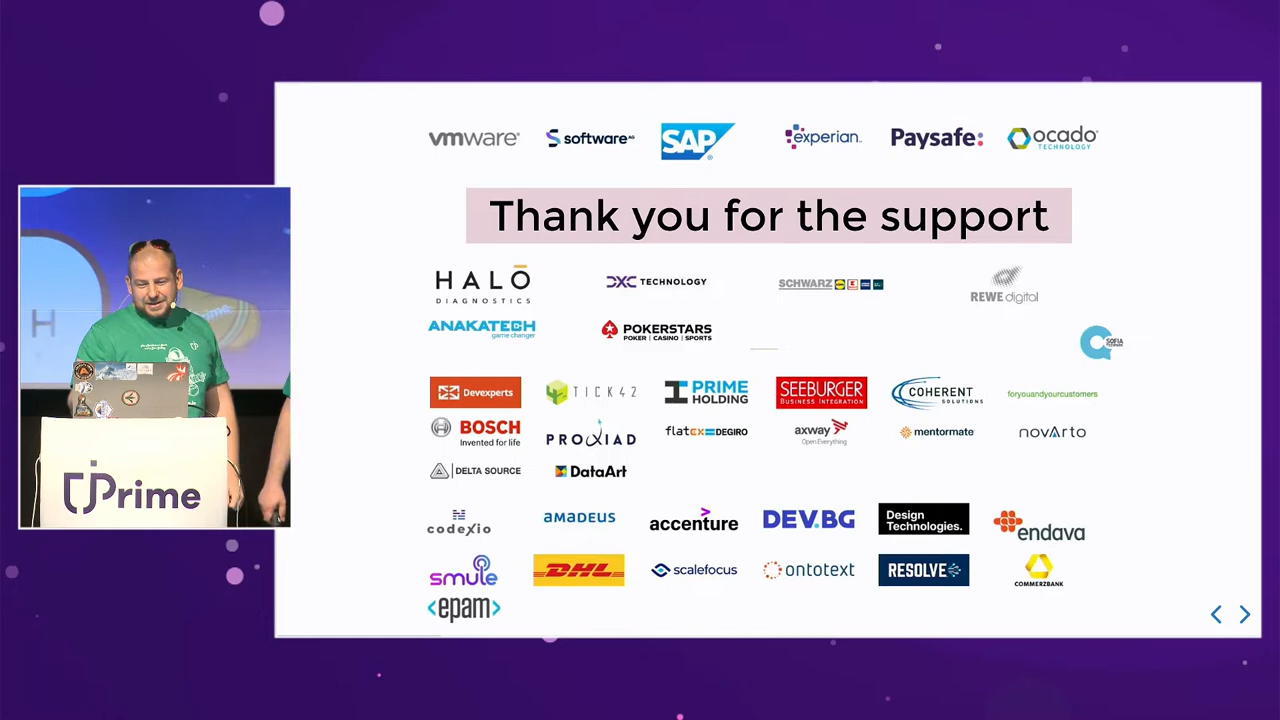 vmware® software AG SAP® experian. Paysafe: ocado TECHNOLOGY
Thank you for the support
HALO DIAGNOSTICS
DXC TECHNOLOGY
SCHWARZ
REWE digital
ANAKATECH game changer
POKERSTARS
POKER | CASINO | SPORTS
SOFIA
Devexperts
TICK42
PRIME HOLDING
SEEBURGER
BUSINESS INTEGRATION
COHERENT SOLUTIONS
foryouandyourcustomers
BOSCH
Invented for life
PROXIAD
flatEX=DEGIRO
axway
Open Everything
mentormate
novArto
DELTA SOURCE
DataArt
codexio
amadeus
accenture
DEV.BG
Design Technologies.
endava
smule
DHL
scalefocus
ontotext
RESOLVE
COMMERZBANK
<epam>
jPrime
H